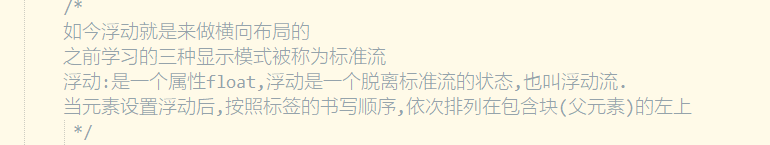 /*
如今浮动就是来做横向布局的
之前学习的三种显示模式被称为标准流
浮动:是一个属性float,浮动是一个脱离标准流的状态,也叫浮动流.
当元素设置浮动后,按照标签的书写顺序,依次排列在包含块(父元素)的左上
*/